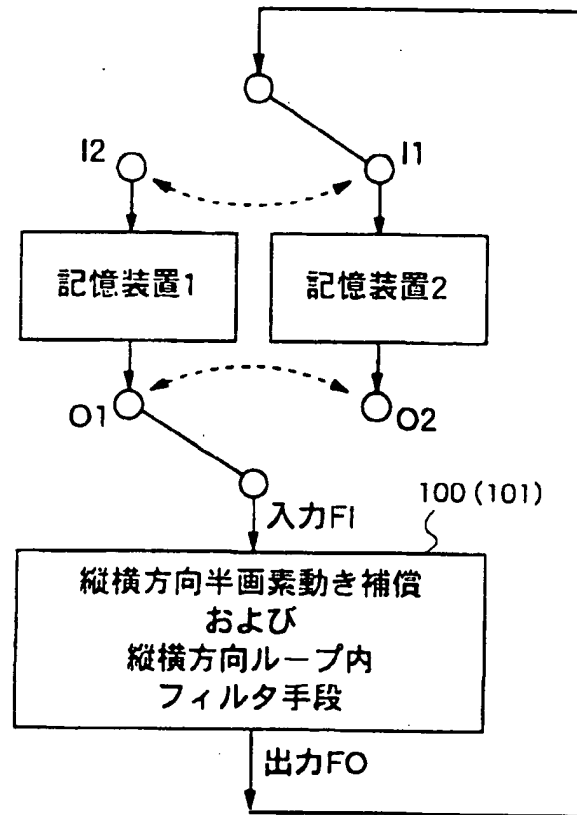 I2
I1
記憶装置1
記憶装置2
O1
O2
入力FI
100(101)
縦横方向半画素動き補償
および
縦横方向ループ内
フィルタ手段
出力FO